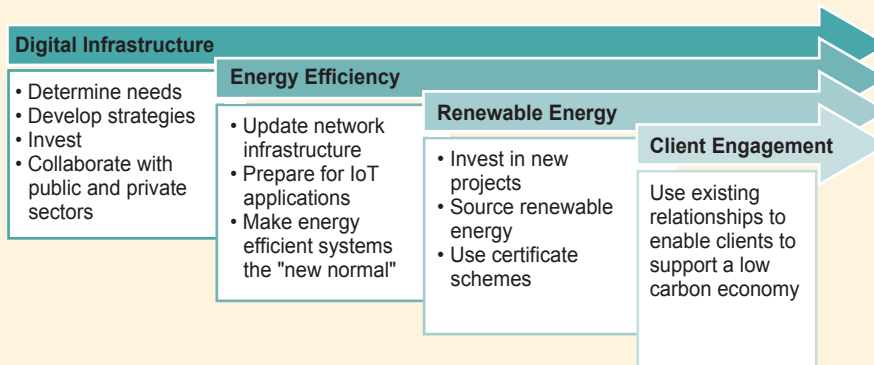 Digital Infrastructure
• Determine needs
• Develop strategies
• Invest
• Collaborate with
public and private
sectors
Energy Efficiency
• Update network
infrastructure
• Prepare for IoT
applications
• Make energy
efficient systems
the "new normal"
Renewable Energy
• Invest in new
projects
• Source renewable
energy
• Use certificate
schemes
Client Engagement
Use existing
relationships to
enable clients to
support a low
carbon economy